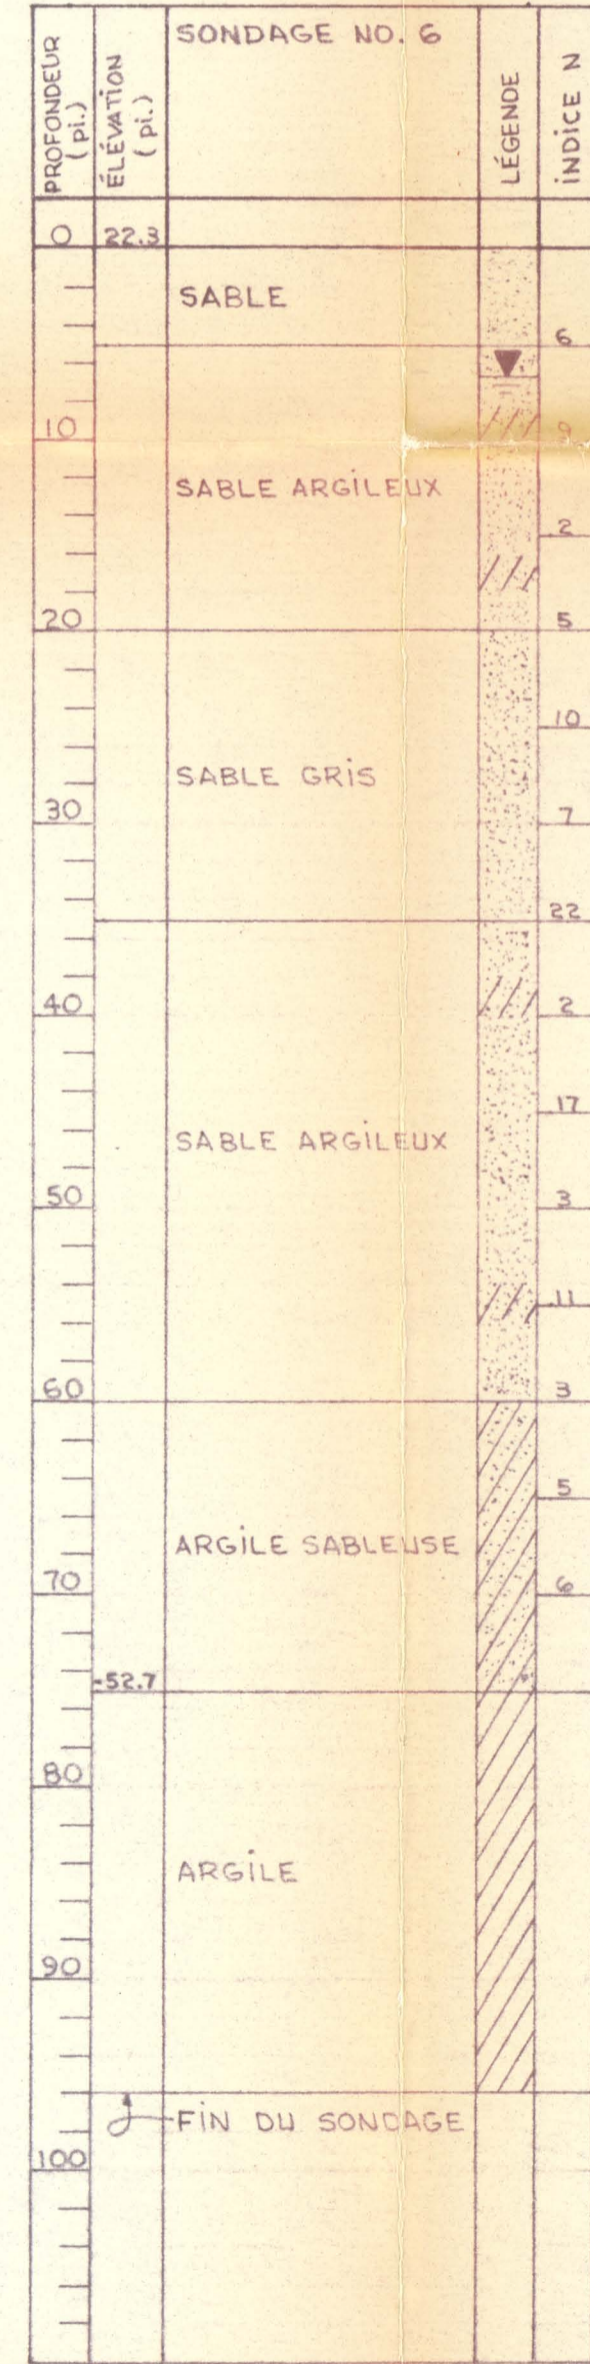 PROFONDEUR
(pi.)
ÉLÉVATION
(pi.)
SONDAGE NO. 6
LÉGENDE
INDICE N
0 22.3
SABLE
6
10 9
SABLE ARGILEUX
2
20 5
10
SABLE GRIS
30 7
22
40 2
17
SABLE ARGILEUX
50 3
11
60 3
5
ARGILE SABLEUSE
70 6
-52.7
80
ARGILE
90
FIN DU SONDAGE
100